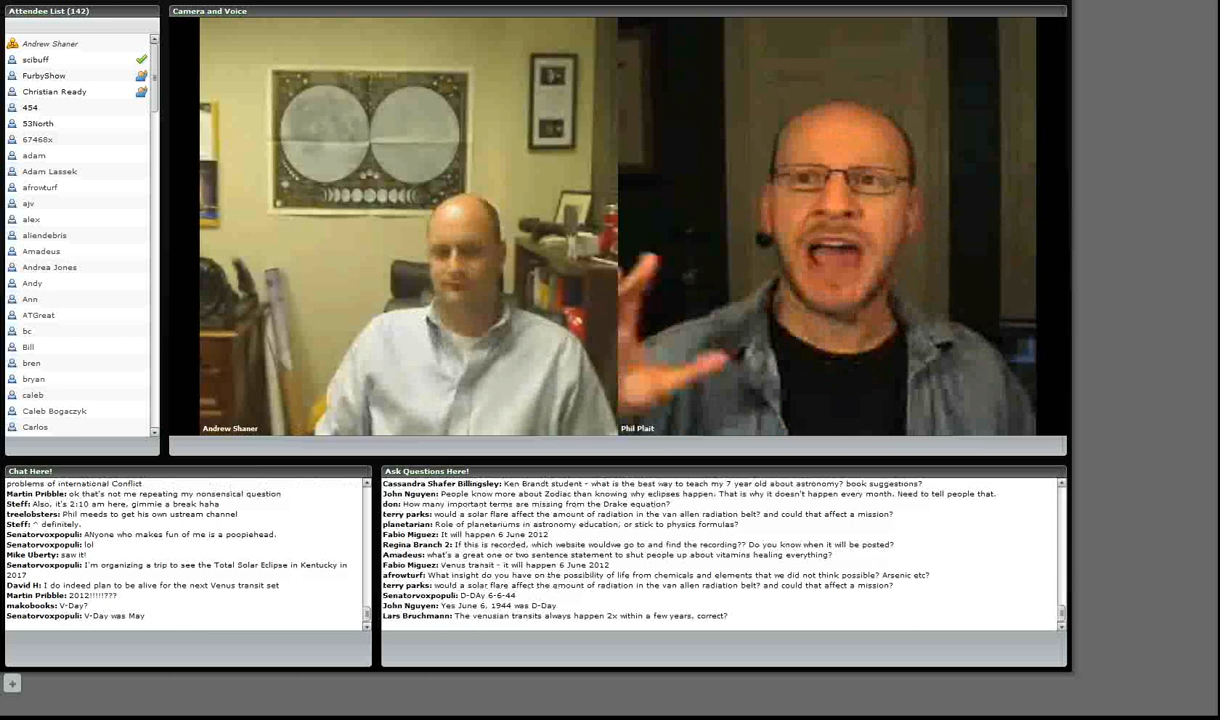 Attendee List (142)
Andrew Shaner
scibuff
FurbyShow
Christian Ready
454
53North
67468x
adam
Adam Lassek
afrowturf
ajv
alex
aliendebris
Amadeus
Andrea Jones
Andy
Ann
ATGreat
bc
Bill
bren
bryan
caleb
Caleb Bogaczyk
Carlos
Camera and Voice
Andrew Shaner
Phil Plait
Chat Here!
problems of international Conflict
Martin Pribble: ok that's not me repeating my nonsensical question
Steff: Also, it's 2:10 am here, gimmie a break haha
treelobsters: Phil meeds to get his own ustream channel
Steff: ^ definitely.
Senatorvoxpopuli: ANyone who makes fun of me is a poopiehead.
Senatorvoxpopuli: lol
Mike Uberty: saw it!
Senatorvoxpopuli: I'm organizing a trip to see the Total Solar Eclipse in Kentucky in
2017
David H: I do indeed plan to be alive for the next Venus transit set
Martin Pribble: 2012!!!!!???
makobooks: V-Day?
Senatorvoxpopuli: V-Day was May
Ask Questions Here!
Cassandra Shafer Billingsley: Ken Brandt student - what is the best way to teach my 7 year old about astronomy? book suggestions?
John Nguyen: People know more about Zodiac than knowing why eclipses happen. That is why it doesn't happen every month. Need to tell people that.
don: How many important terms are missing from the Drake equation?
terry parks: would a solar flare affect the amount of radiation in the van allen radiation belt? and could that affect a mission?
planetarian: Role of planetariums in astronomy education, or stick to physics formulas?
Fabio Miguez: It will happen 6 June 2012
Regina Branch 2: If this is recorded, which website wouldwe go to and find the recording?? Do you know when it will be posted?
Amadeus: what's a great one or two sentence statement to shut people up about vitamins healing everything?
Fabio Miguez: Venus transit - it will happen 6 June 2012
afrowturf: What insight do you have on the possibility of life from chemicals and elements that we did not think possible? Arsenic etc?
terry parks: would a solar flare affect the amount of radiation in the van allen radiation belt? and could that affect a mission?
Senatorvoxpopuli: D-DAy 6-6-44
John Nguyen: Yes June 6, 1944 was D-Day
Lars Bruchmann: The venusian transits always happen 2x within a few years, correct?